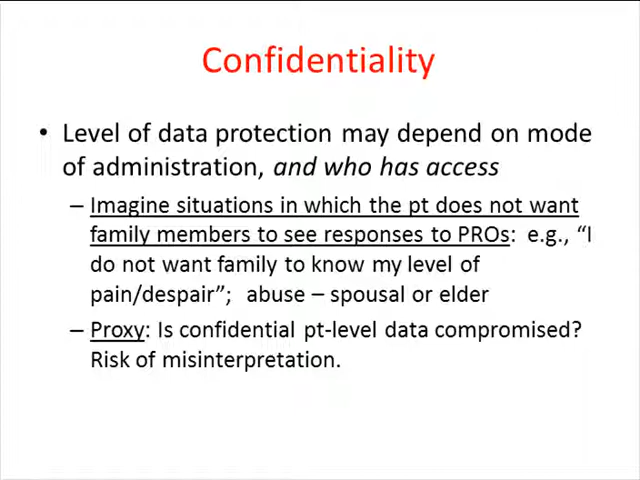 Confidentiality
• Level of data protection may depend on mode
of administration, and who has access
– Imagine situations in which the pt does not want
family members to see responses to PROs: e.g., “I
do not want family to know my level of
pain/despair”; abuse – spousal or elder
– Proxy: Is confidential pt-level data compromised?
Risk of misinterpretation.